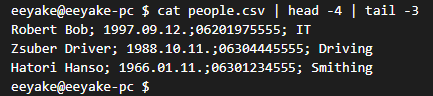 eeyake@eeyake-pc $ cat people.csv | head -4 | tail -3
Robert Bob; 1997.09.12.;06201975555; IT
Zsuber Driver; 1988.10.11.;06304445555; Driving
Hatori Hanso; 1966.01.11.;06301234555; Smithing
eeyake@eeyake-pc $